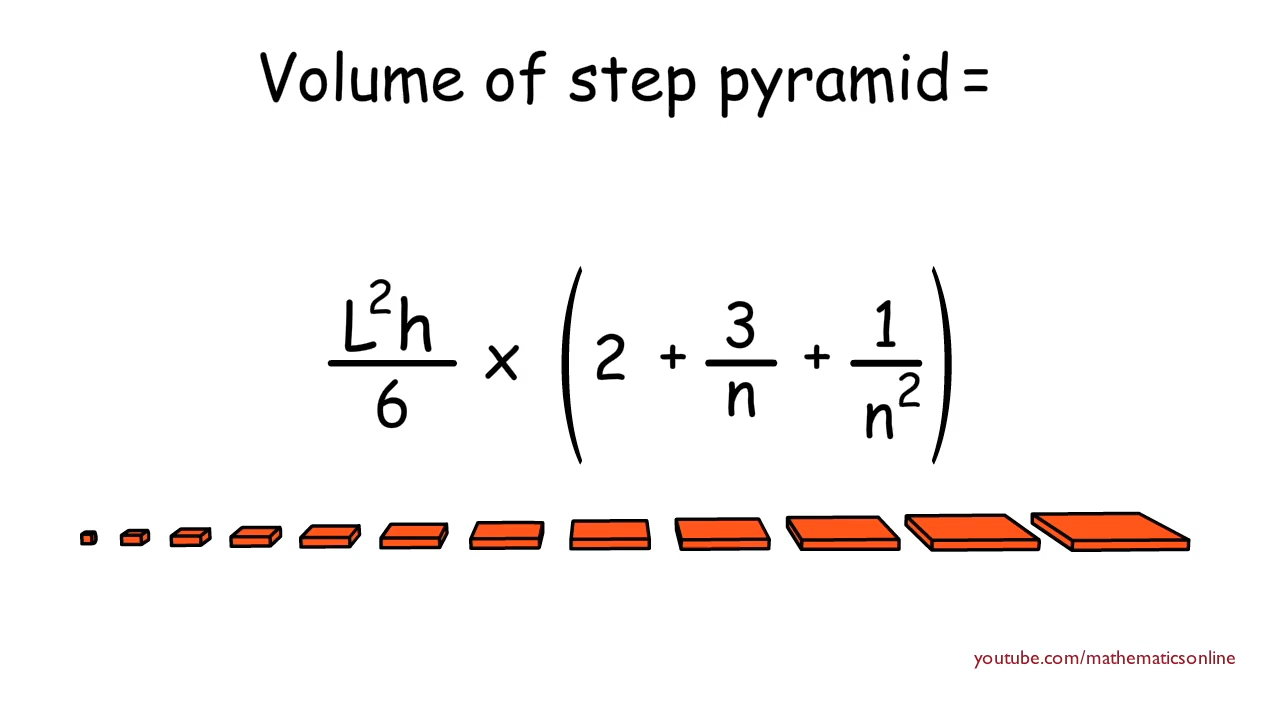 Volume of step pyramid =
L²h/6 x (2 + 3/n + 1/n²)
youtube.com/mathematicsonline